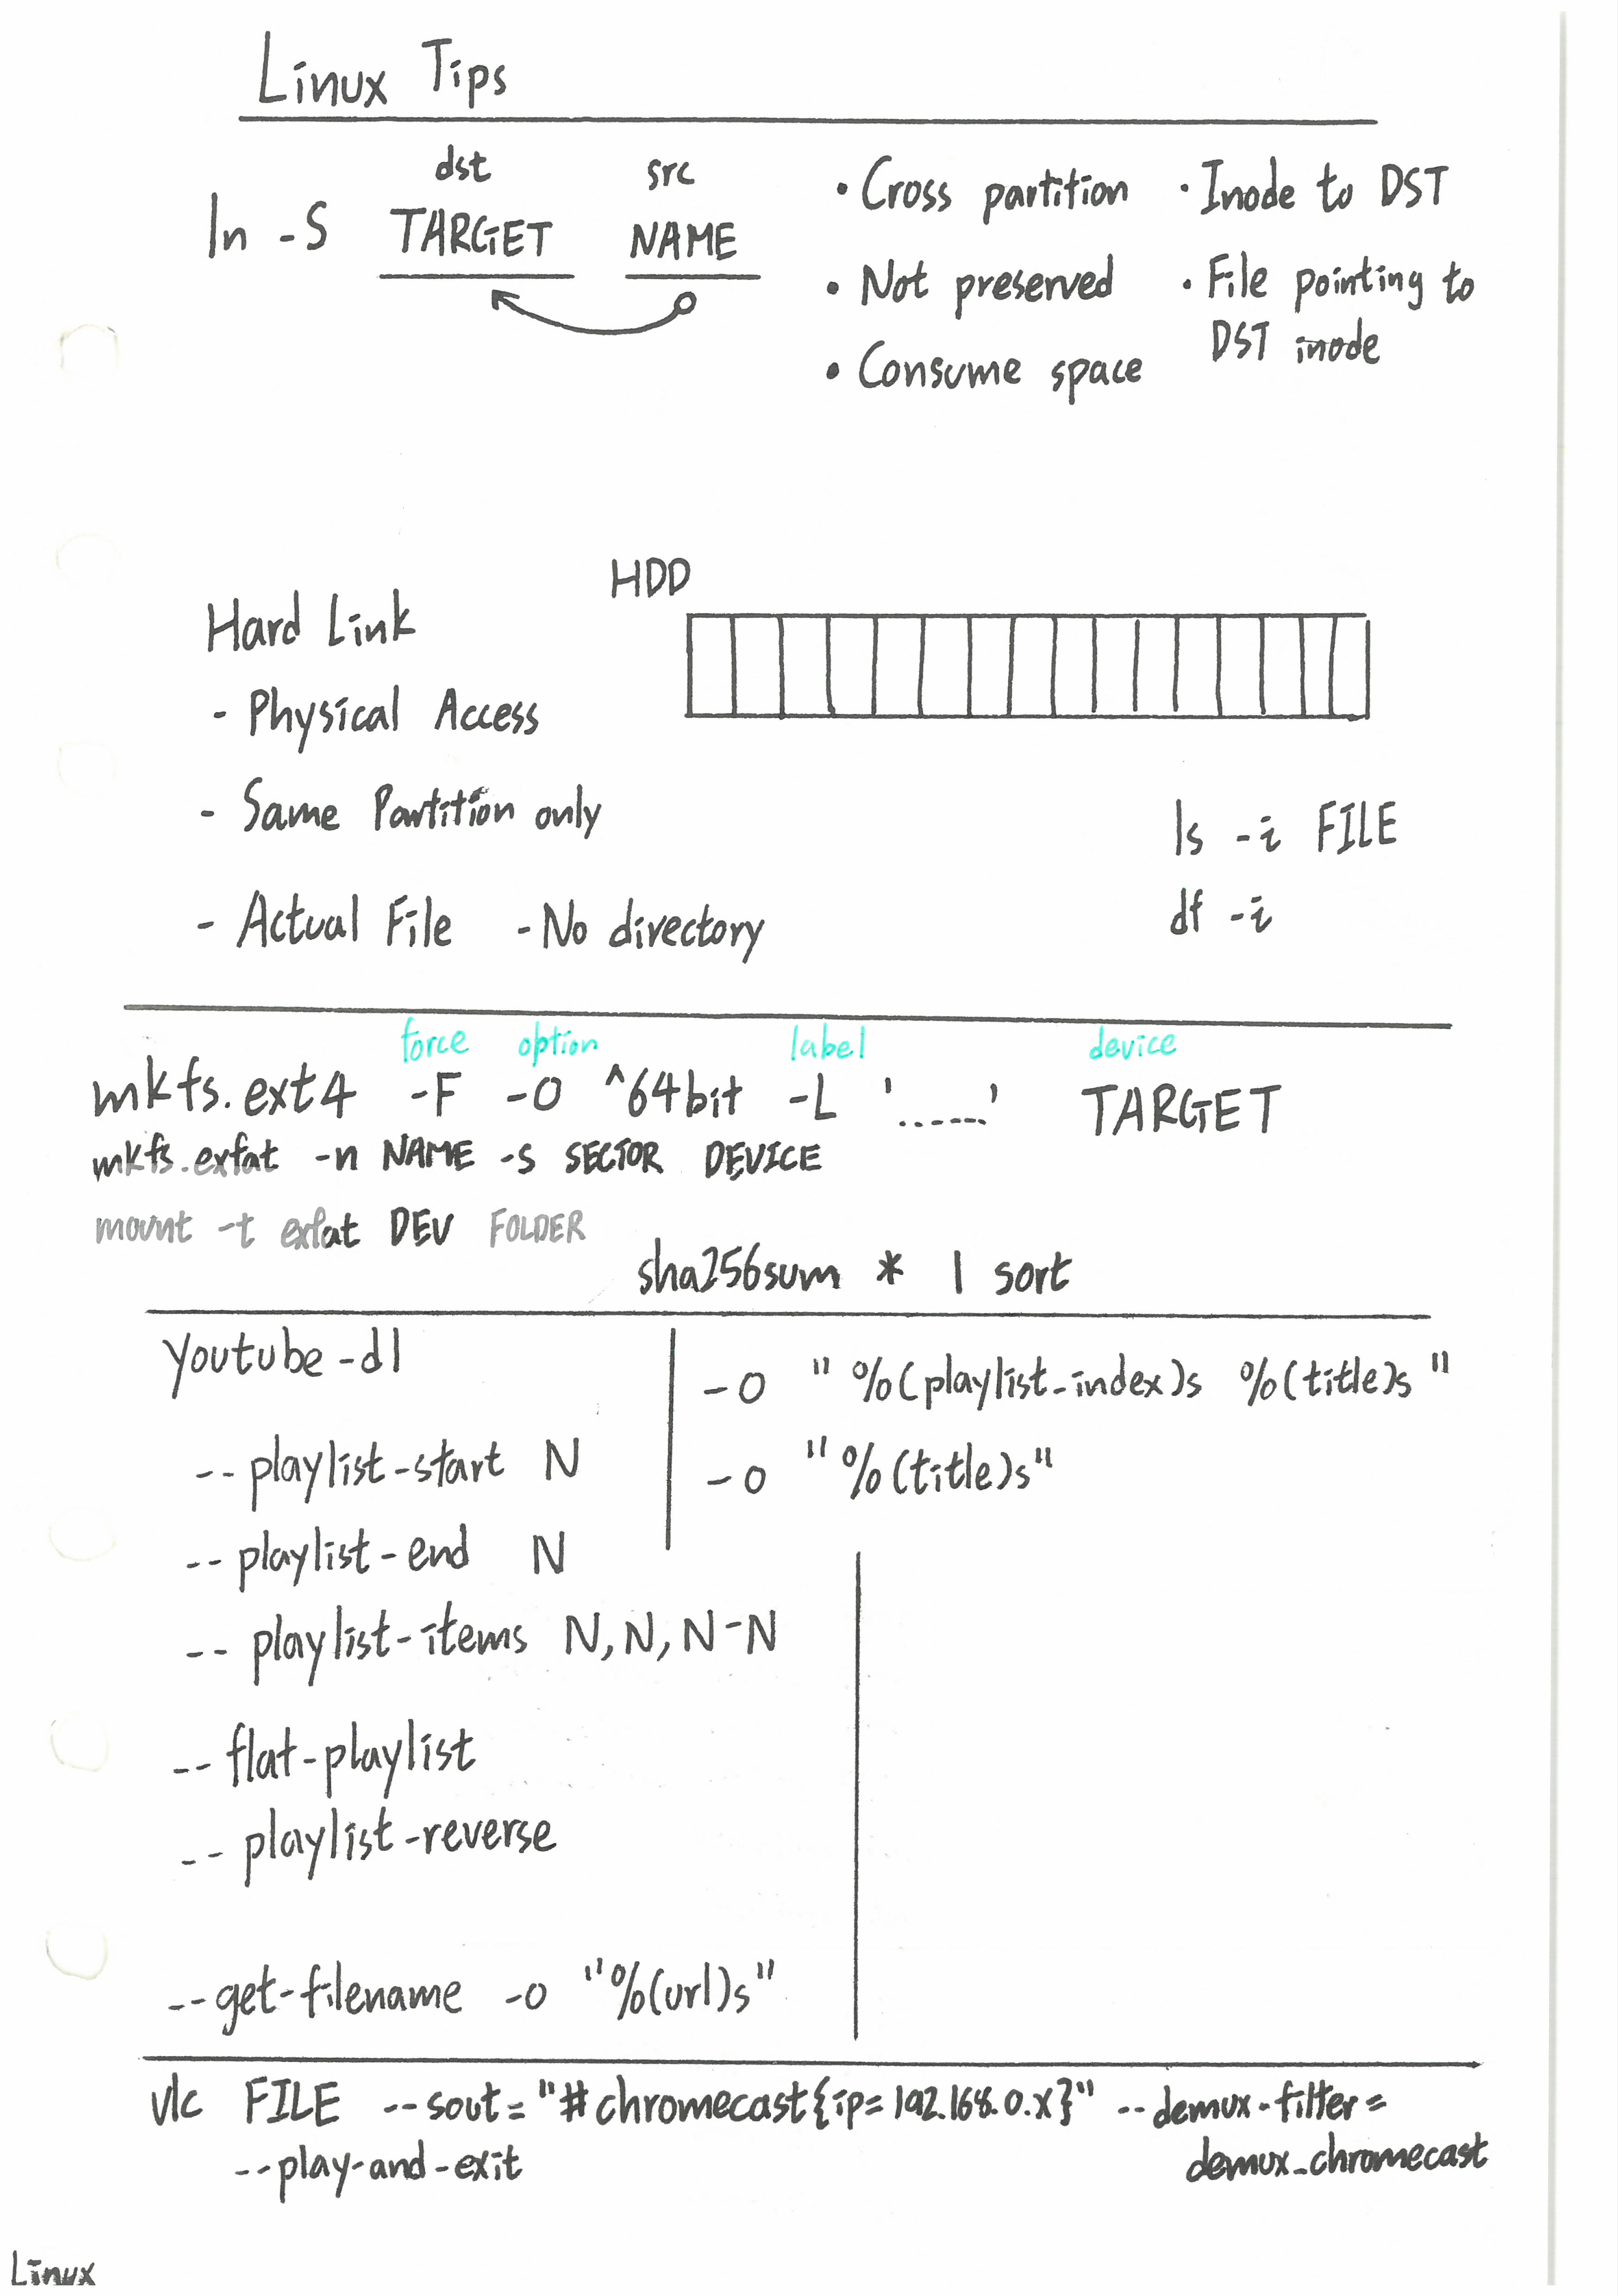 Linux Tips
dst src
ln -s TARGET NAME
• Cross partition
• Not preserved
• Consume space
• Inode to DST
• File pointing to
DST inode
HDD
Hard Link
- Physical Access
- Same Partition only
- Actual File - No directory
ls -i FILE
df -i
force option label device
mkfs.ext4 -F -O ^64bit -L '......' TARGET
mkfs.exfat -n NAME -s SECTOR DEVICE
mount -t exfat DEV FOLDER
sha256sum * | sort
Youtube-dl
--playlist-start N
--playlist-end N
--playlist-items N,N,N-N
--flat-playlist
--playlist-reverse
--get-filename -o "%(url)s"
-o "%(playlist_index)s %(title)s"
-o "%(title)s"
vlc FILE --sout="#chromecast{ip=192.168.0.X}" --demux-filter=
demux_chromecast
--play-and-exit
Linux